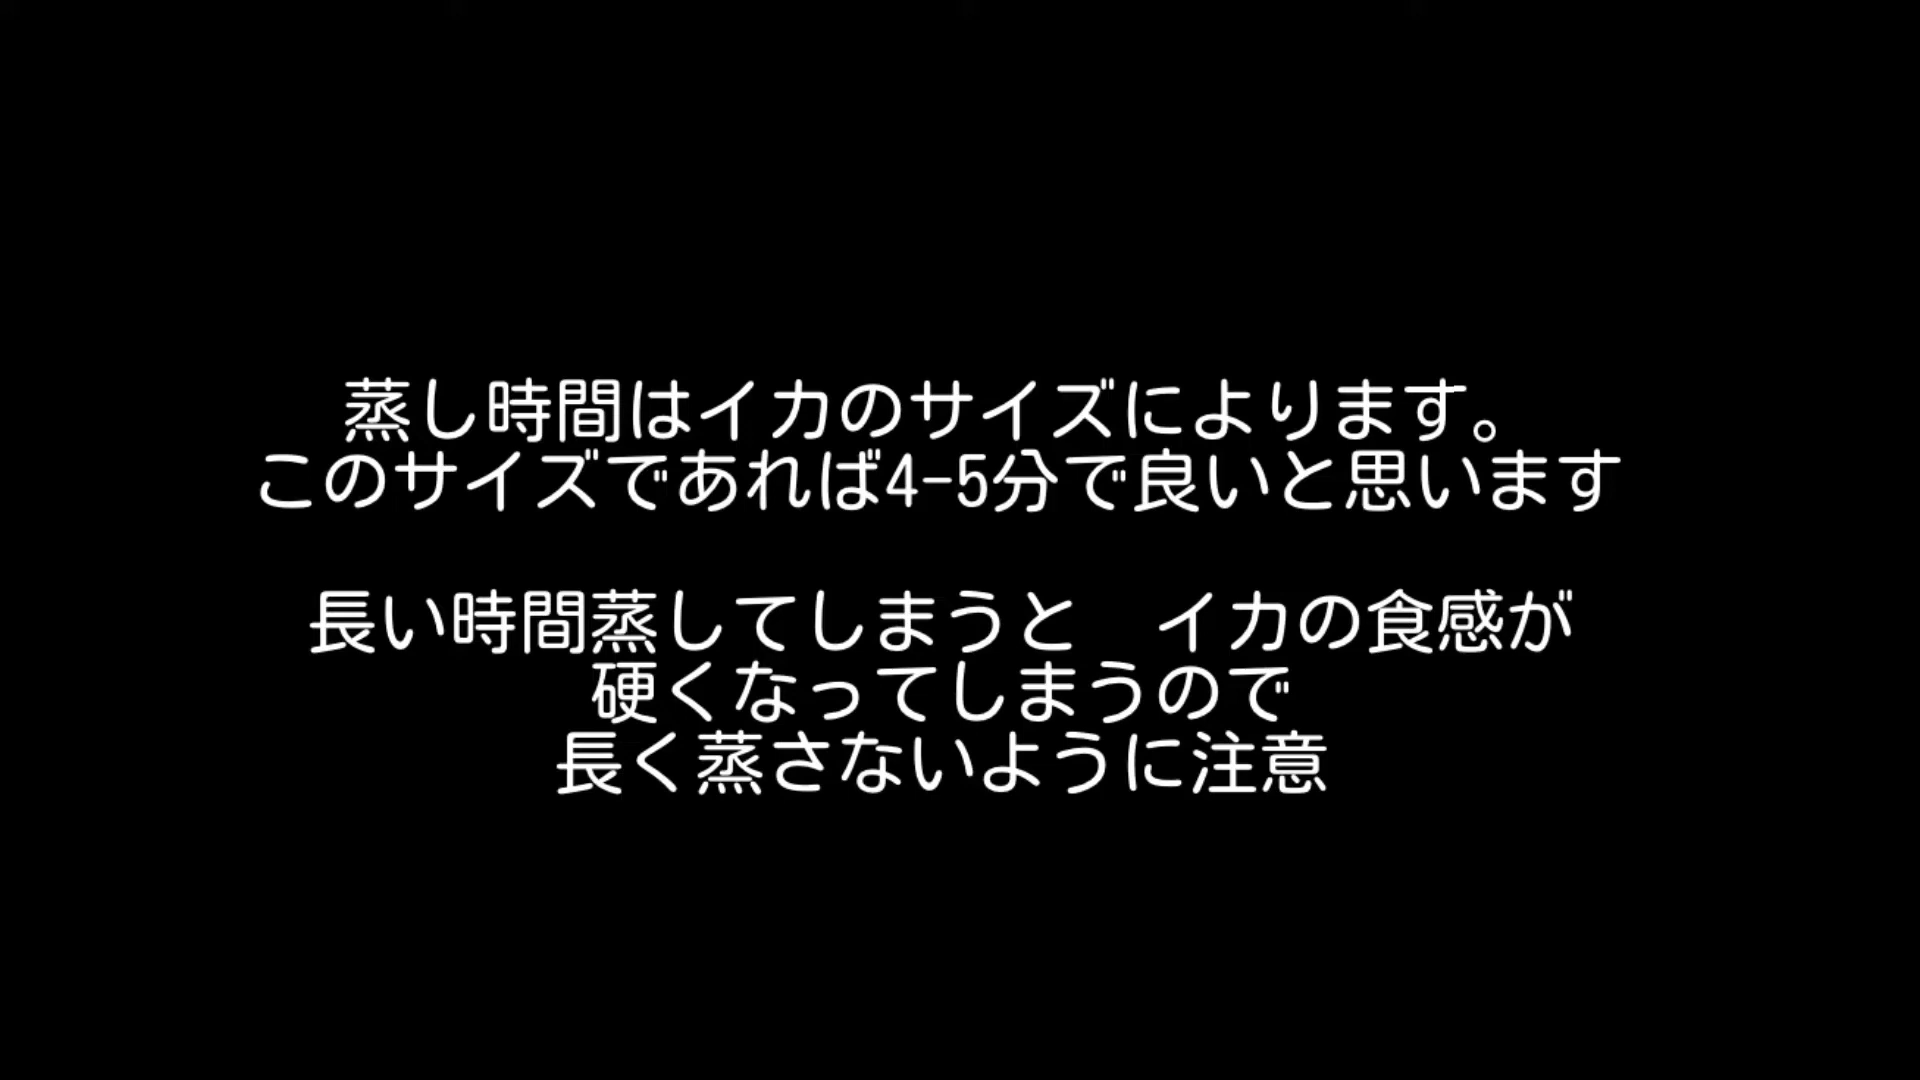 蒸し時間はイカのサイズによります。
このサイズであれば4-5分で良いと思います
長い時間蒸してしまうと　イカの食感が
硬くなってしまうので
長く蒸さないように注意